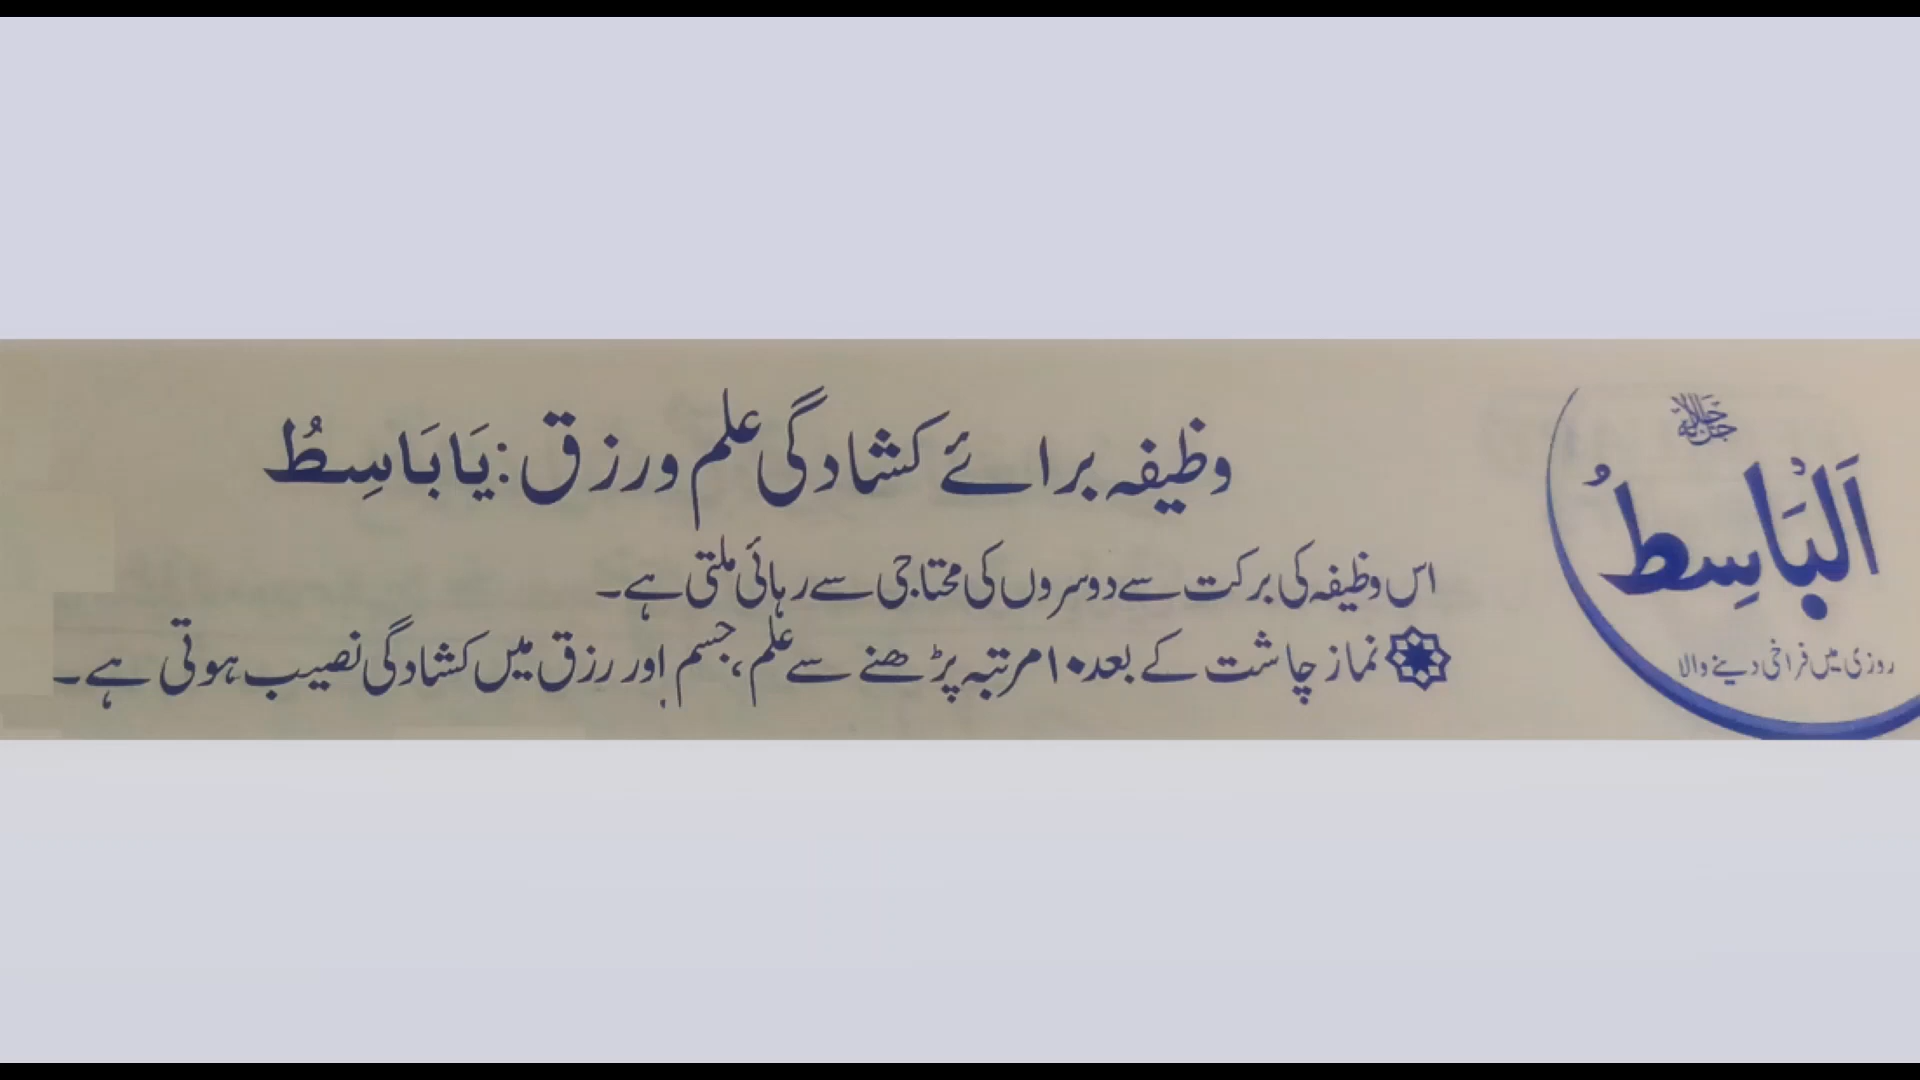 جل جلالہ
اَلْبَاسِطُ
روزی میں فراخی دینے والا
وظیفہ برائے کشادگی علم ورزق: یَا بَاسِطُ
اس وظیفہ کی برکت سے دوسروں کی محتاجی سے رہائی ملتی ہے۔
نماز چاشت کے بعد ۱۰ مرتبہ پڑھنے سے علم، جسم اور رزق میں کشادگی نصیب ہوتی ہے۔